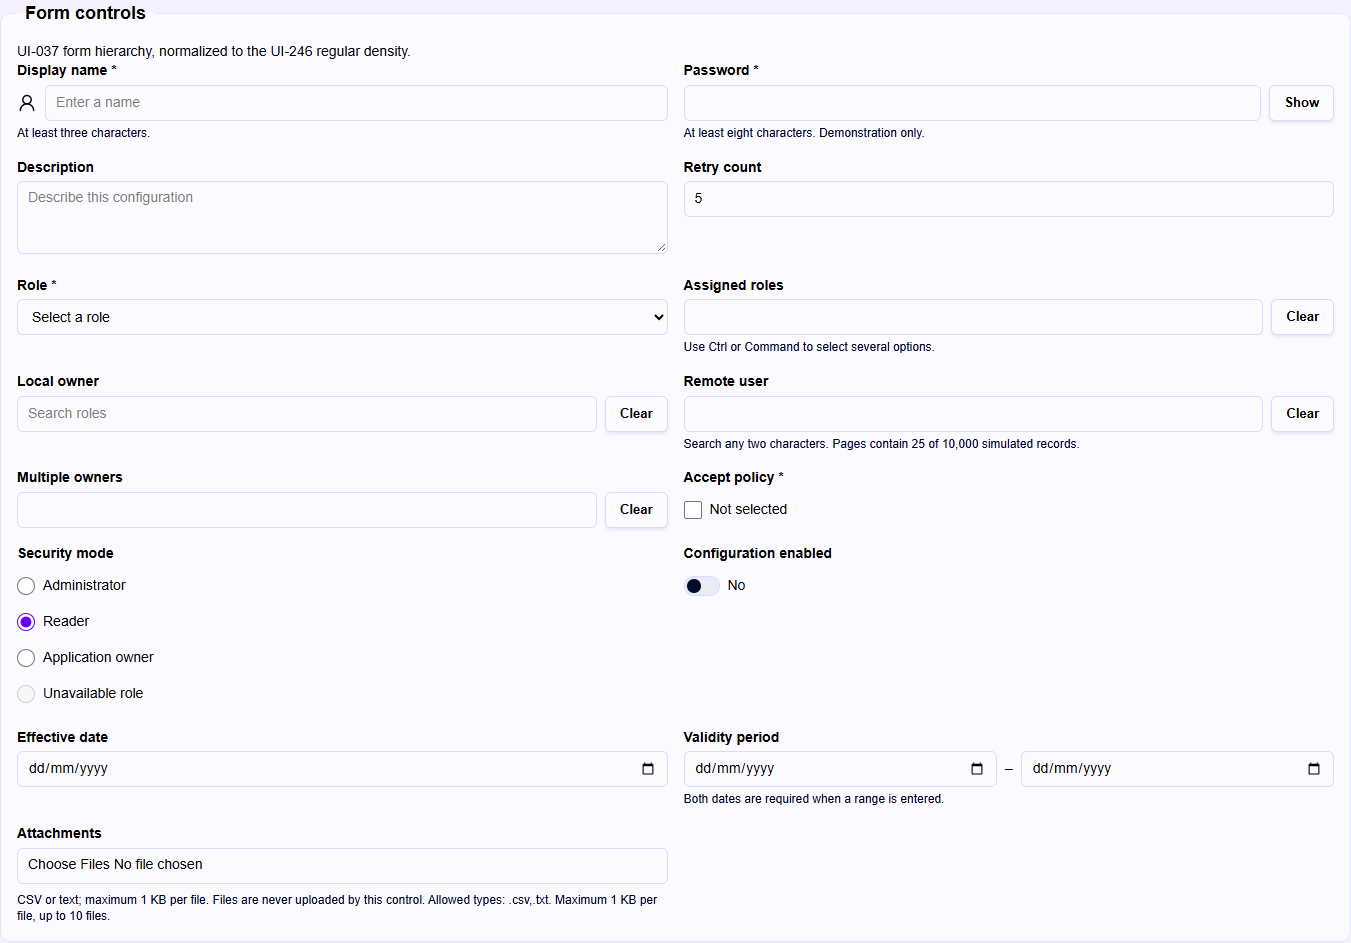 Form controls
UI-037 form hierarchy, normalized to the UI-246 regular density.
Display name *
Enter a name
At least three characters.
Password *
Show
At least eight characters. Demonstration only.
Description
Describe this configuration
Retry count
5
Role *
Select a role
Assigned roles
Clear
Use Ctrl or Command to select several options.
Local owner
Search roles
Clear
Remote user
Clear
Search any two characters. Pages contain 25 of 10,000 simulated records.
Multiple owners
Clear
Accept policy *
Not selected
Security mode
Administrator
Reader
Application owner
Unavailable role
Configuration enabled
No
Effective date
dd/mm/yyyy
Validity period
dd/mm/yyyy – dd/mm/yyyy
Both dates are required when a range is entered.
Attachments
Choose Files No file chosen
CSV or text; maximum 1 KB per file. Files are never uploaded by this control. Allowed types: .csv,.txt. Maximum 1 KB per
file, up to 10 files.